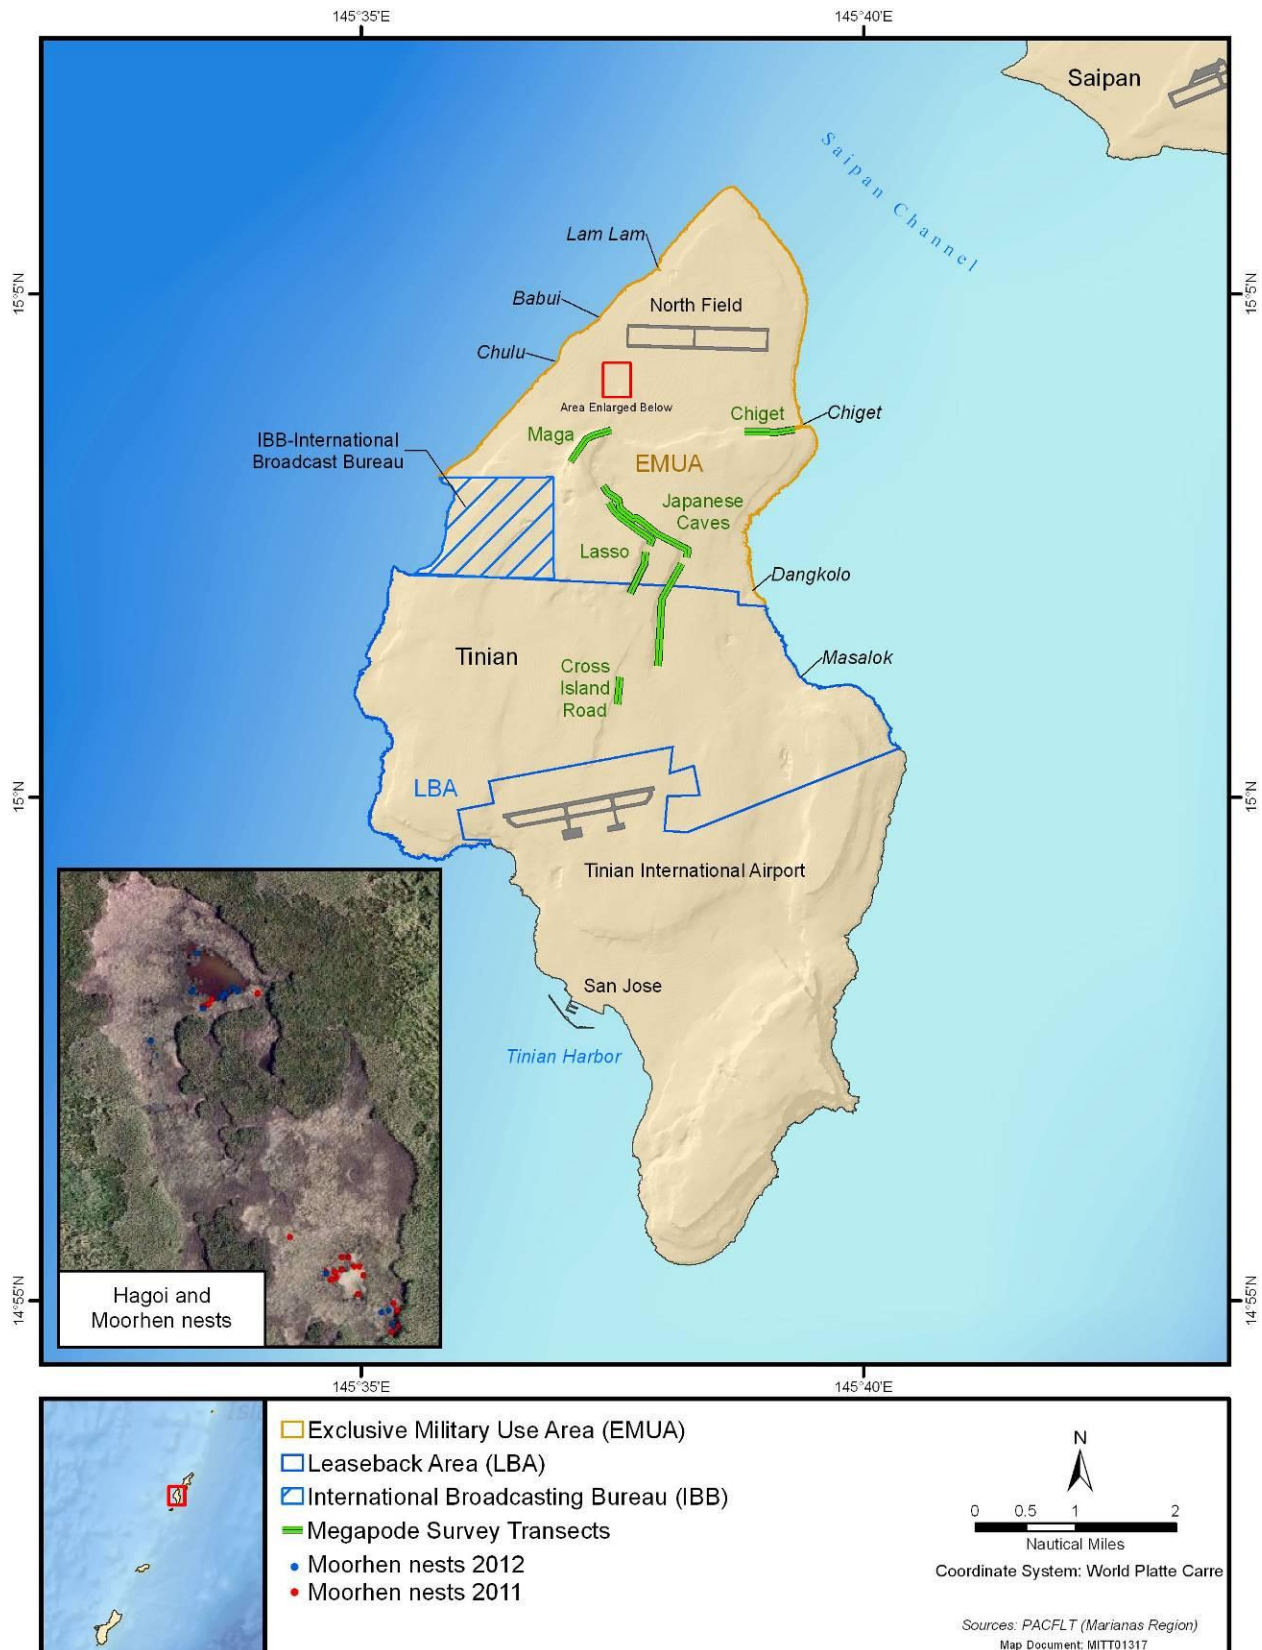 145°35'E
145°40'E
Saipan
Saipan Channel
Lam Lam
15°5'N
15°5'N
Babui
North Field
Chulu
Area Enlarged Below
Maga
Chiget
Chiget
IBB-International
Broadcast Bureau
EMUA
Japanese
Caves
Lasso
Dangkolo
Tinian
Masalok
Cross
Island
Road
LBA
15°N
15°N
Tinian International Airport
San Jose
Tinian Harbor
Hagoi and
Moorhen nests
14°55'N
14°55'N
145°35'E
145°40'E
Exclusive Military Use Area (EMUA)
Leaseback Area (LBA)
International Broadcasting Bureau (IBB)
Megapode Survey Transects
Moorhen nests 2012
Moorhen nests 2011
N
0 0.5 1 2
Nautical Miles
Coordinate System: World Platte Carre
Sources: PACFLT (Marianas Region)
Map Document: MITT01317